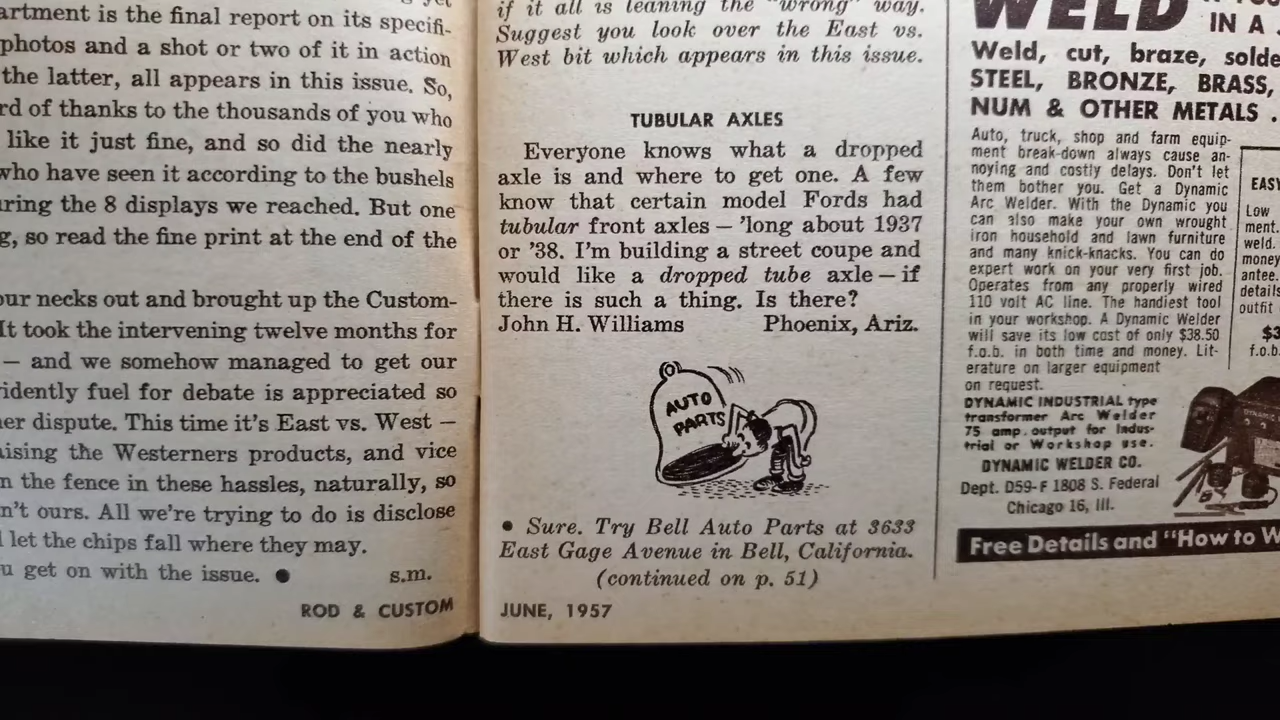 artment is the final report on its specifi-
photos and a shot or two of it in action
the latter, all appears in this issue. So,
rd of thanks to the thousands of you who
like it just fine, and so did the nearly
who have seen it according to the bushels
uring the 8 displays we reached. But one
g, so read the fine print at the end of the
our necks out and brought up the Custom-
It took the intervening twelve months for
— and we somehow managed to get our
idently fuel for debate is appreciated so
er dispute. This time it's East vs. West —
ising the Westerners products, and vice
n the fence in these hassles, naturally, so
n't ours. All we're trying to do is disclose
let the chips fall where they may.
u get on with the issue. ●
s.m.
ROD & CUSTOM
if it all is leaning the "wrong" way.
Suggest you look over the East vs.
West bit which appears in this issue.
TUBULAR AXLES
Everyone knows what a dropped
axle is and where to get one. A few
know that certain model Fords had
tubular front axles — 'long about 1937
or '38. I'm building a street coupe and
would like a dropped tube axle — if
there is such a thing. Is there?
John H. Williams Phoenix, Ariz.
AUTO
PARTS
● Sure. Try Bell Auto Parts at 3633
East Gage Avenue in Bell, California.
(continued on p. 51)
JUNE, 1957
WELD
IN A
Weld, cut, braze, solde
STEEL, BRONZE, BRASS,
NUM & OTHER METALS .
Auto, truck, shop and farm equip-
ment break-down always cause an-
noying and costly delays. Don't let
them bother you. Get a Dynamic
Arc Welder. With the Dynamic you
can also make your own wrought
iron household and lawn furniture
and many knick-knacks. You can do
expert work on your very first job.
Operates from any properly wired
110 volt AC line. The handiest tool
in your workshop. A Dynamic Welder
will save its low cost of only $38.50
f.o.b. in both time and money. Lit-
erature on larger equipment
on request.
DYNAMIC INDUSTRIAL type
transformer Arc Welder
75 amp. output for Indus-
trial or Workshop use.
DYNAMIC WELDER CO.
Dept. D59-F 1808 S. Federal
Chicago 16, Ill.
EASY
Low
ment.
weld.
money
antee.
details
outfit
$3
f.o.b.
Free Details and "How to W